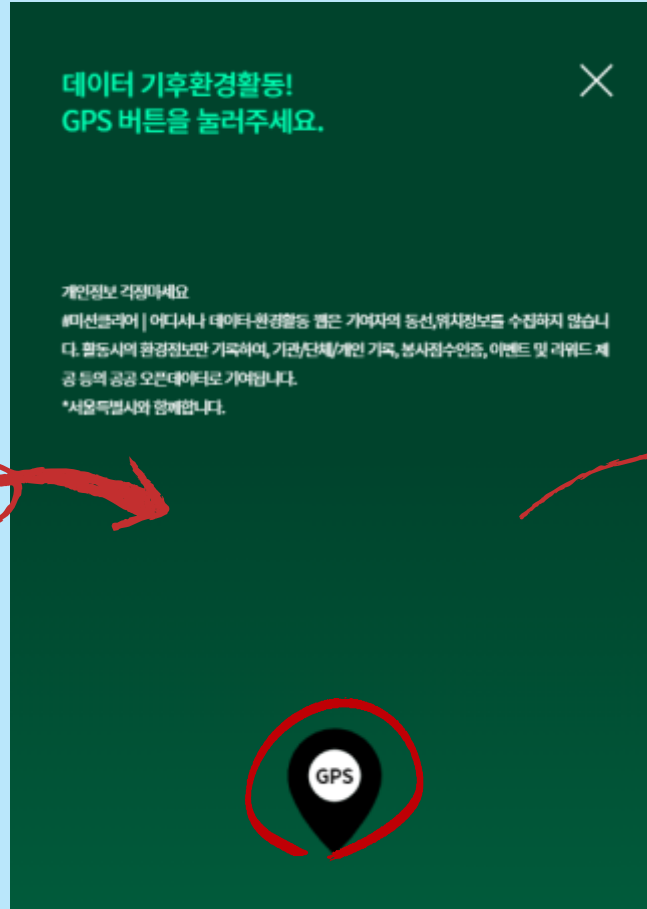 데이터 기후환경활동!
GPS 버튼을 눌러주세요.
개인정보 걱정마세요
#미션클리어 | 어디서나 데이터-환경활동 웹은 기여자의 동선,위치정보를 수집하지 않습니
다. 활동시의 환경정보만 기록하여, 기관/단체/개인 기록, 봉사점수인증, 이벤트 및 리워드 제
공 등의 공공 오픈데이터로 기여됩니다.
*서울특별시와 함께합니다.
GPS